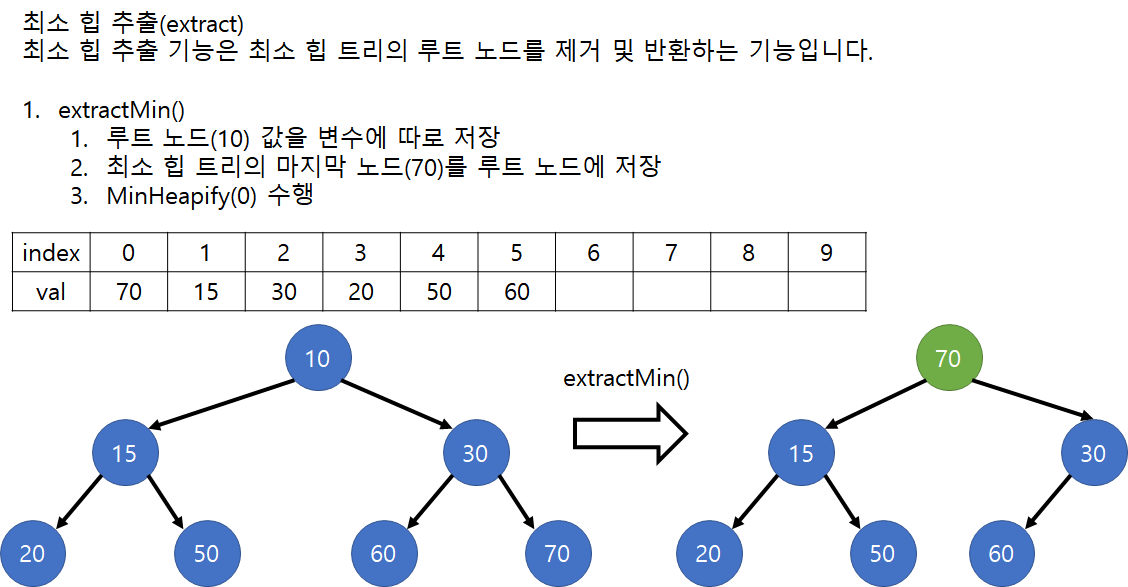 최소 힙 추출(extract)
최소 힙 추출 기능은 최소 힙 트리의 루트 노드를 제거 및 반환하는 기능입니다.
1. extractMin()
1. 루트 노드(10) 값을 변수에 따로 저장
2. 최소 힙 트리의 마지막 노드(70)를 루트 노드에 저장
3. MinHeapify(0) 수행
index 0 1 2 3 4 5 6 7 8 9
val 70 15 30 20 50 60
10
15 30
20 50 60 70
extractMin()
70
15 30
20 50 60